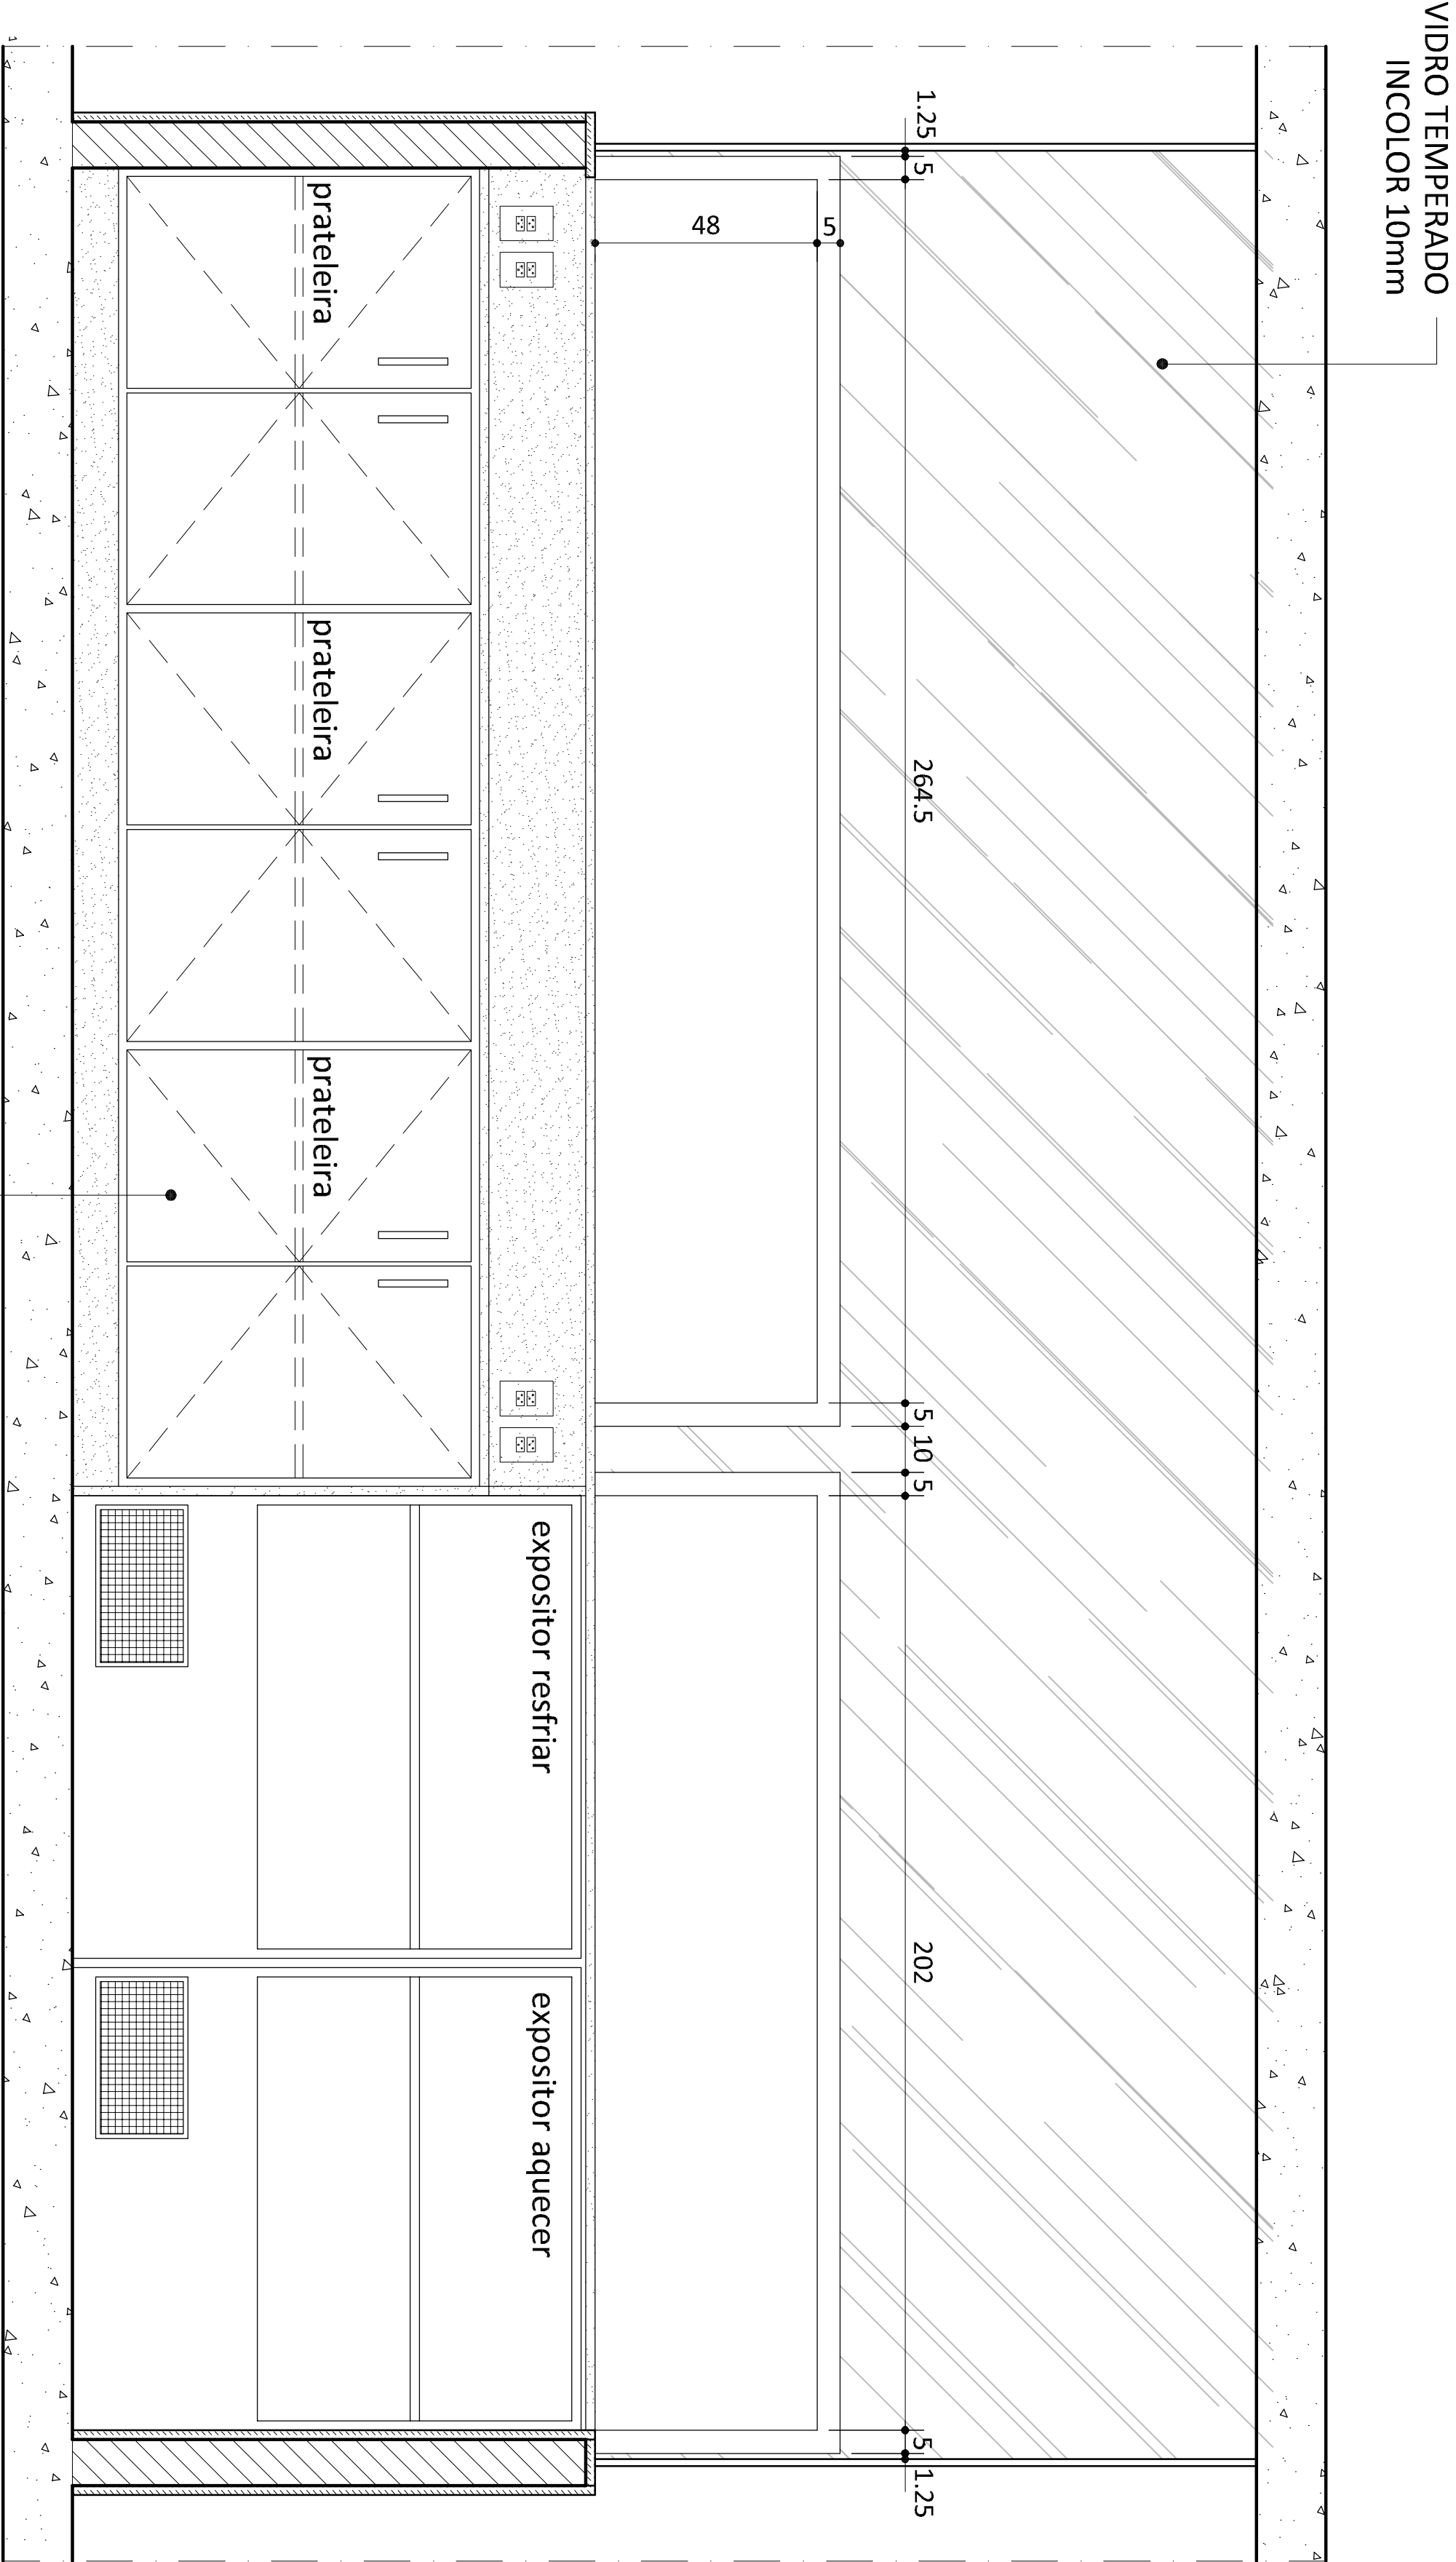 VIDRO TEMPERADO
INCOLOR 10mm
1.25
5
264.5
5
10
5
202
5
1.25
48
5
prateleira
prateleira
prateleira
expositor resfriar
expositor aquecer
1